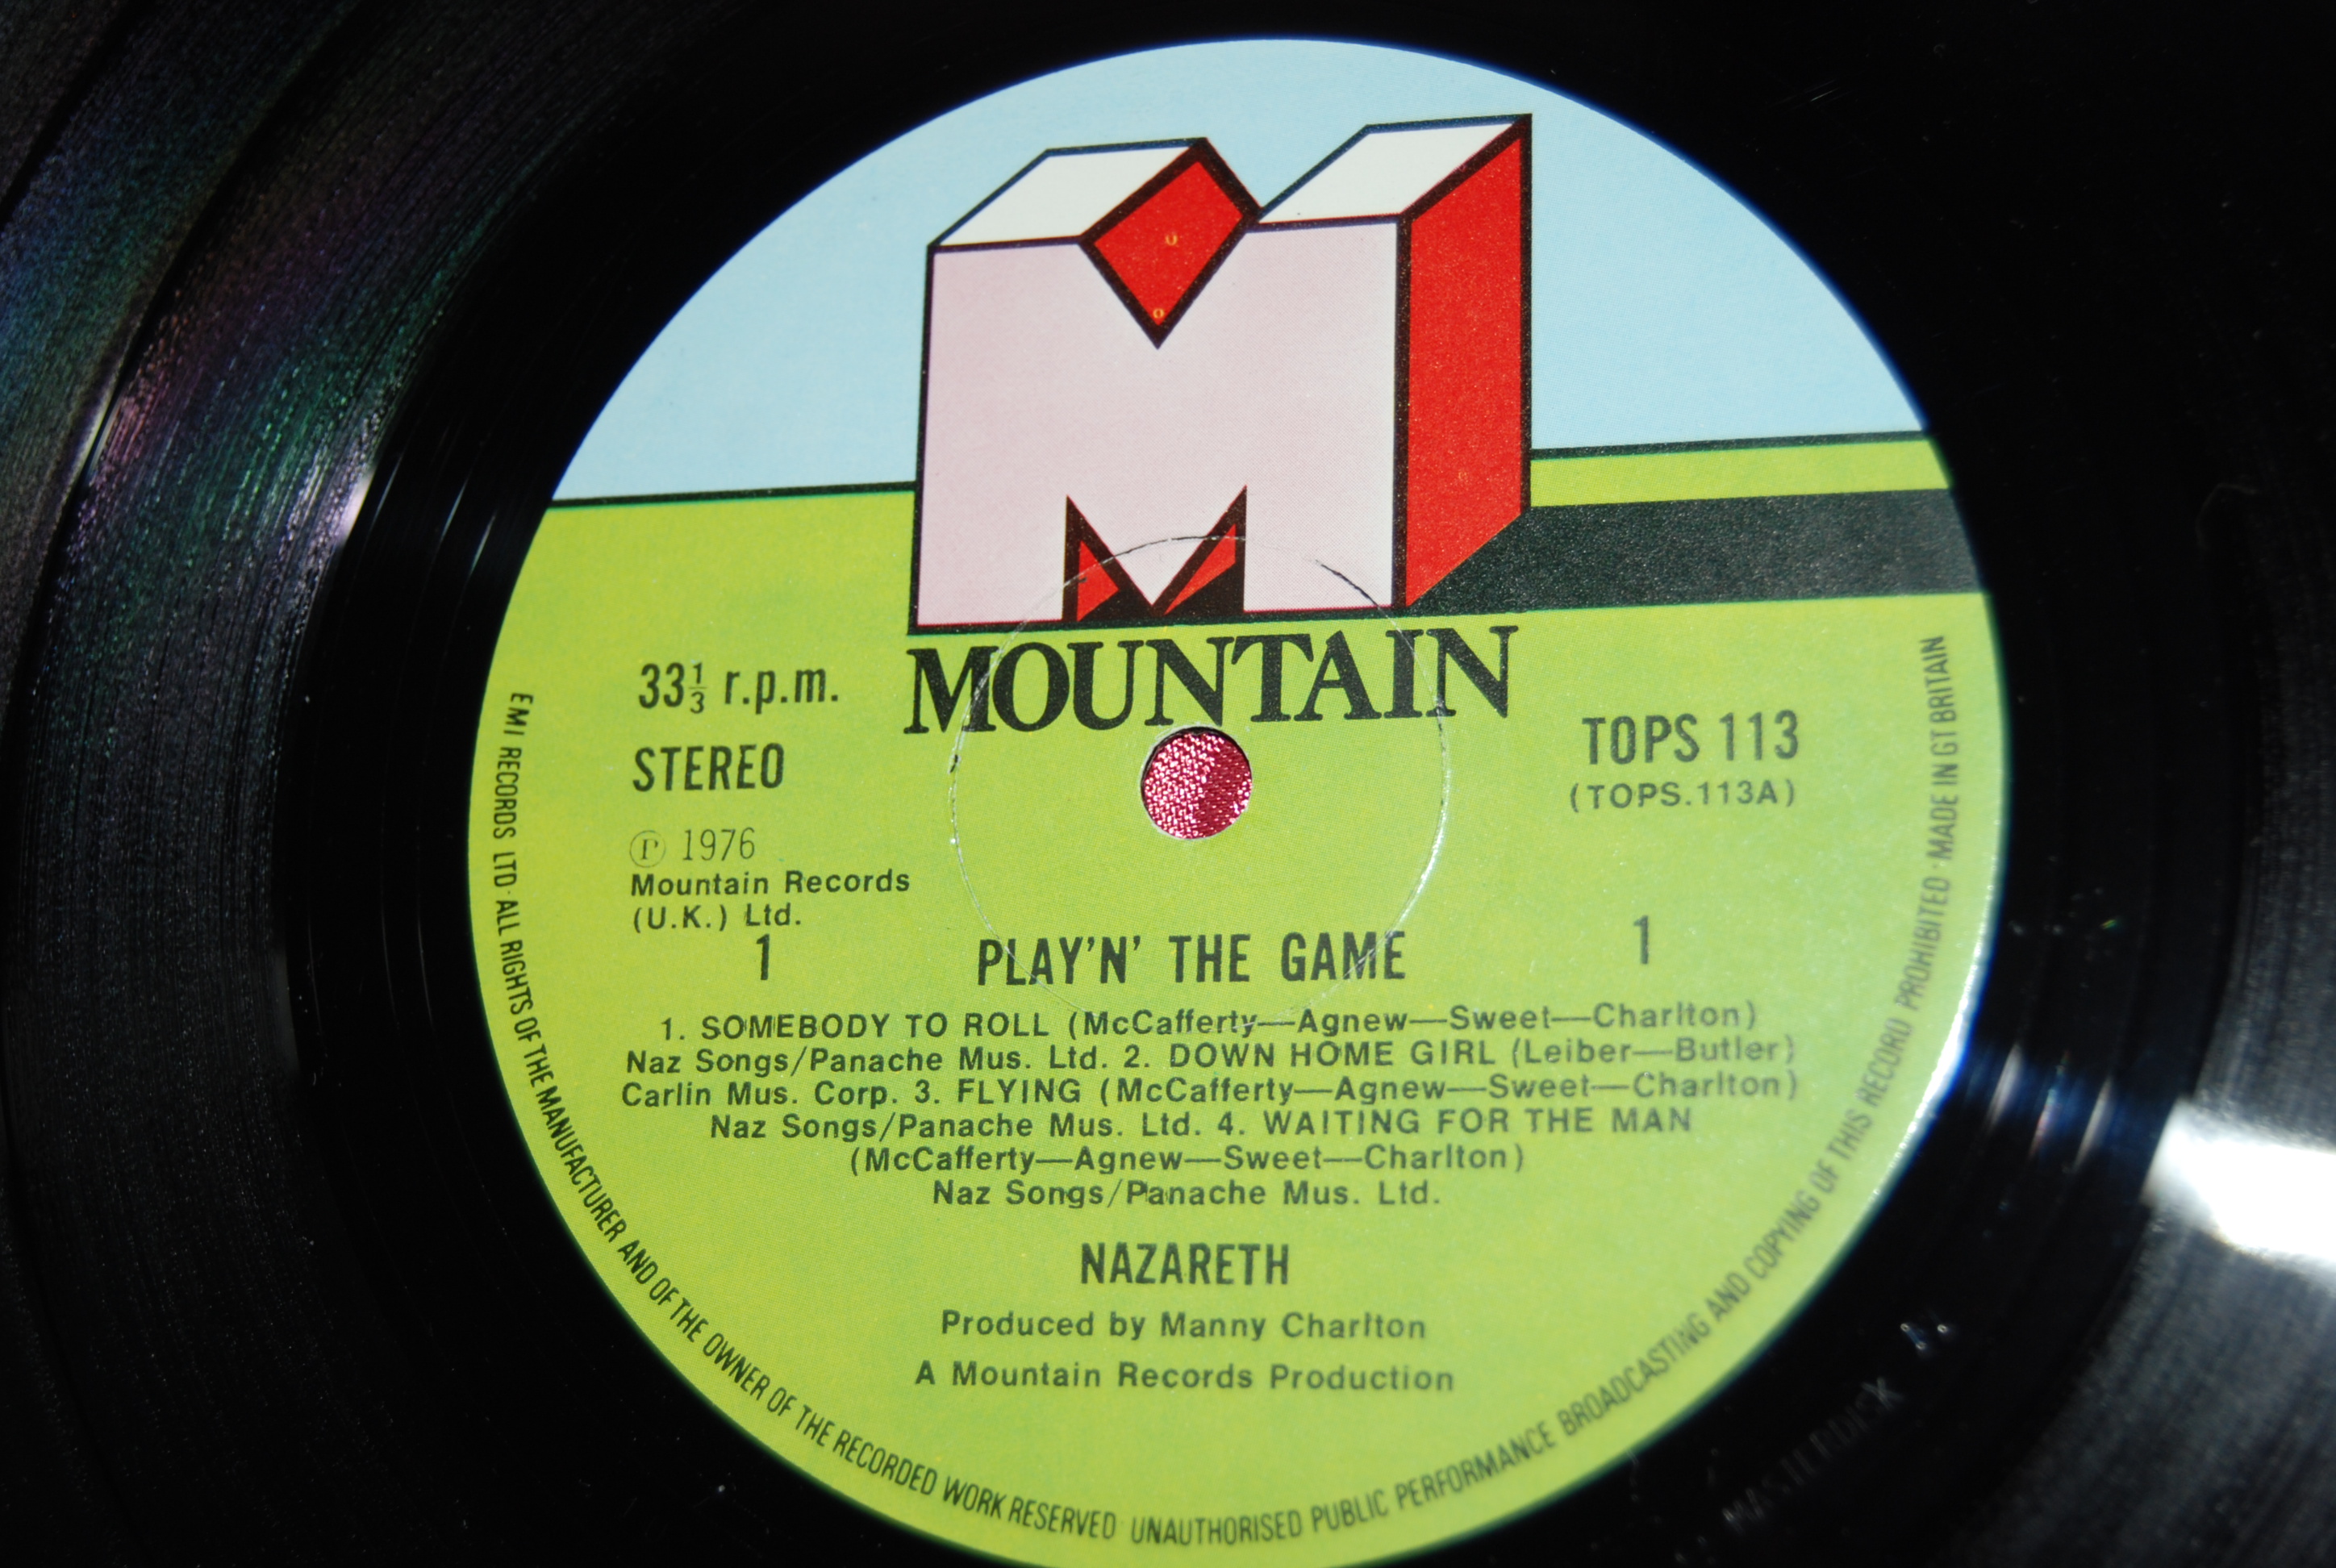 MOUNTAIN
33⅓ r.p.m.
STEREO
Ⓟ 1976
Mountain Records
(U.K.) Ltd.
TOPS 113
(TOPS.113A)
1 PLAY'N' THE GAME 1
1. SOMEBODY TO ROLL (McCafferty—Agnew—Sweet—Charlton)
Naz Songs/Panache Mus. Ltd. 2. DOWN HOME GIRL (Leiber—Butler)
Carlin Mus. Corp. 3. FLYING (McCafferty—Agnew—Sweet—Charlton)
Naz Songs/Panache Mus. Ltd. 4. WAITING FOR THE MAN
(McCafferty—Agnew—Sweet—Charlton)
Naz Songs/Panache Mus. Ltd.
NAZARETH
Produced by Manny Charlton
A Mountain Records Production
EMI RECORDS LTD · ALL RIGHTS OF THE MANUFACTURER AND OF THE OWNER OF THE RECORDED WORK RESERVED UNAUTHORISED PUBLIC PERFORMANCE BROADCASTING AND COPYING OF THIS RECORD PROHIBITED · MADE IN GT BRITAIN